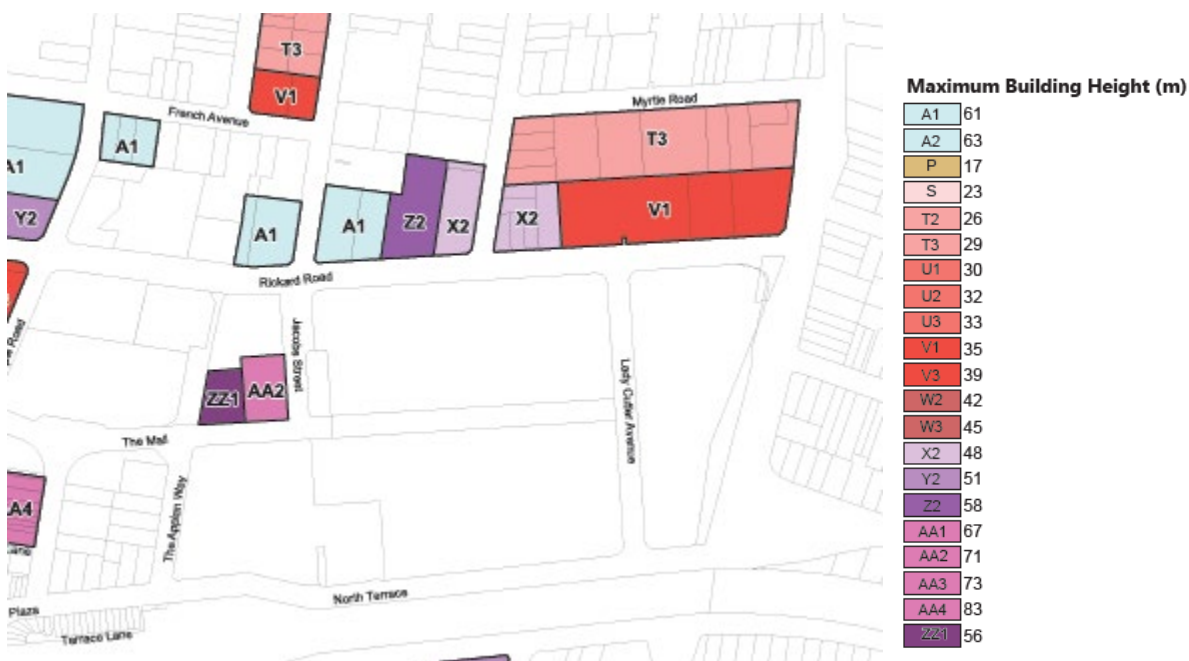 T3
V1
French Avenue
A1
A1
Y2
Myrtle Road
T3
V1
X2
A1
A1
Z2
X2
Rickard Road
Jacobs Street
ZZ1
AA2
Lady Cutler Avenue
The Mall
The Appian Way
A4
Lane
Road
Plaza
Terrace Lane
North Terrace
Maximum Building Height (m)
A1 61
A2 63
P 17
S 23
T2 26
T3 29
U1 30
U2 32
U3 33
V1 35
V3 39
W2 42
W3 45
X2 48
Y2 51
Z2 58
AA1 67
AA2 71
AA3 73
AA4 83
ZZ1 56